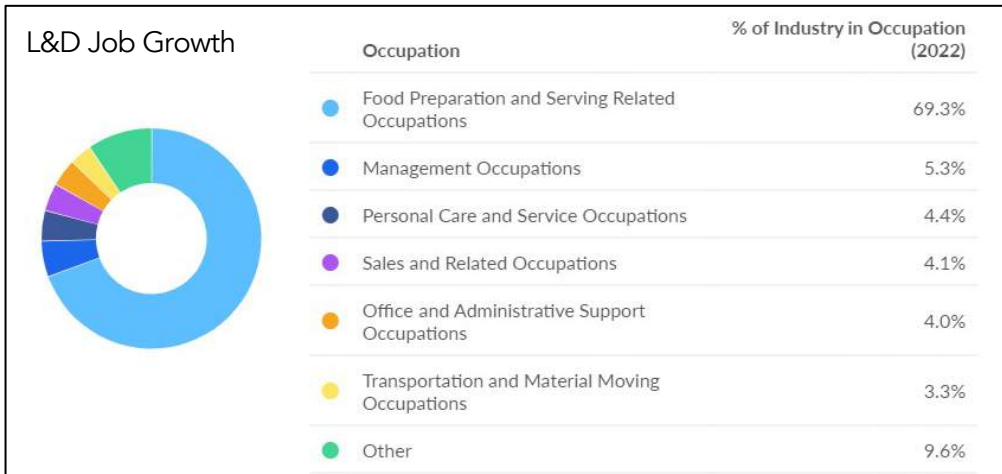 L&D Job Growth
Occupation
% of Industry in Occupation
(2022)
Food Preparation and Serving Related
Occupations
69.3%
Management Occupations
5.3%
Personal Care and Service Occupations
4.4%
Sales and Related Occupations
4.1%
Office and Administrative Support
Occupations
4.0%
Transportation and Material Moving
Occupations
3.3%
Other
9.6%